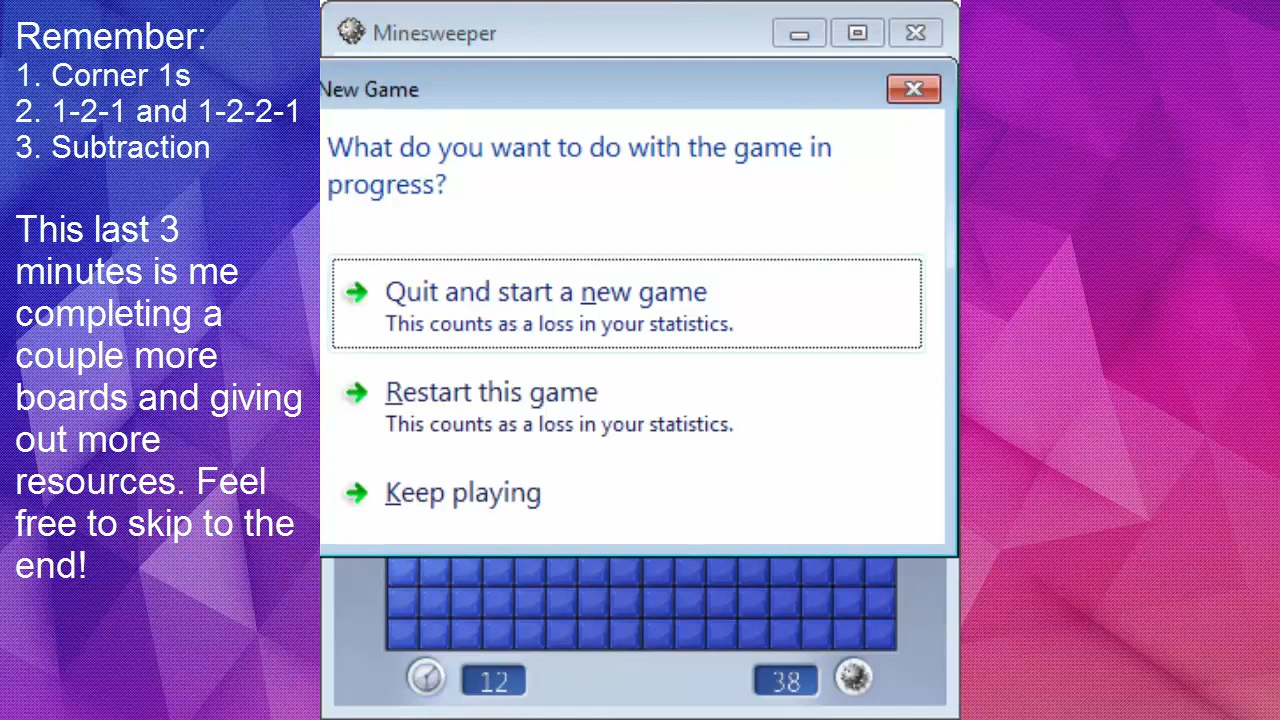 Remember:
1. Corner 1s
2. 1-2-1 and 1-2-2-1
3. Subtraction
This last 3
minutes is me
completing a
couple more
boards and giving
out more
resources. Feel
free to skip to the
end!
Minesweeper
New Game
What do you want to do with the game in
progress?
Quit and start a new game
This counts as a loss in your statistics.
Restart this game
This counts as a loss in your statistics.
Keep playing
12
38